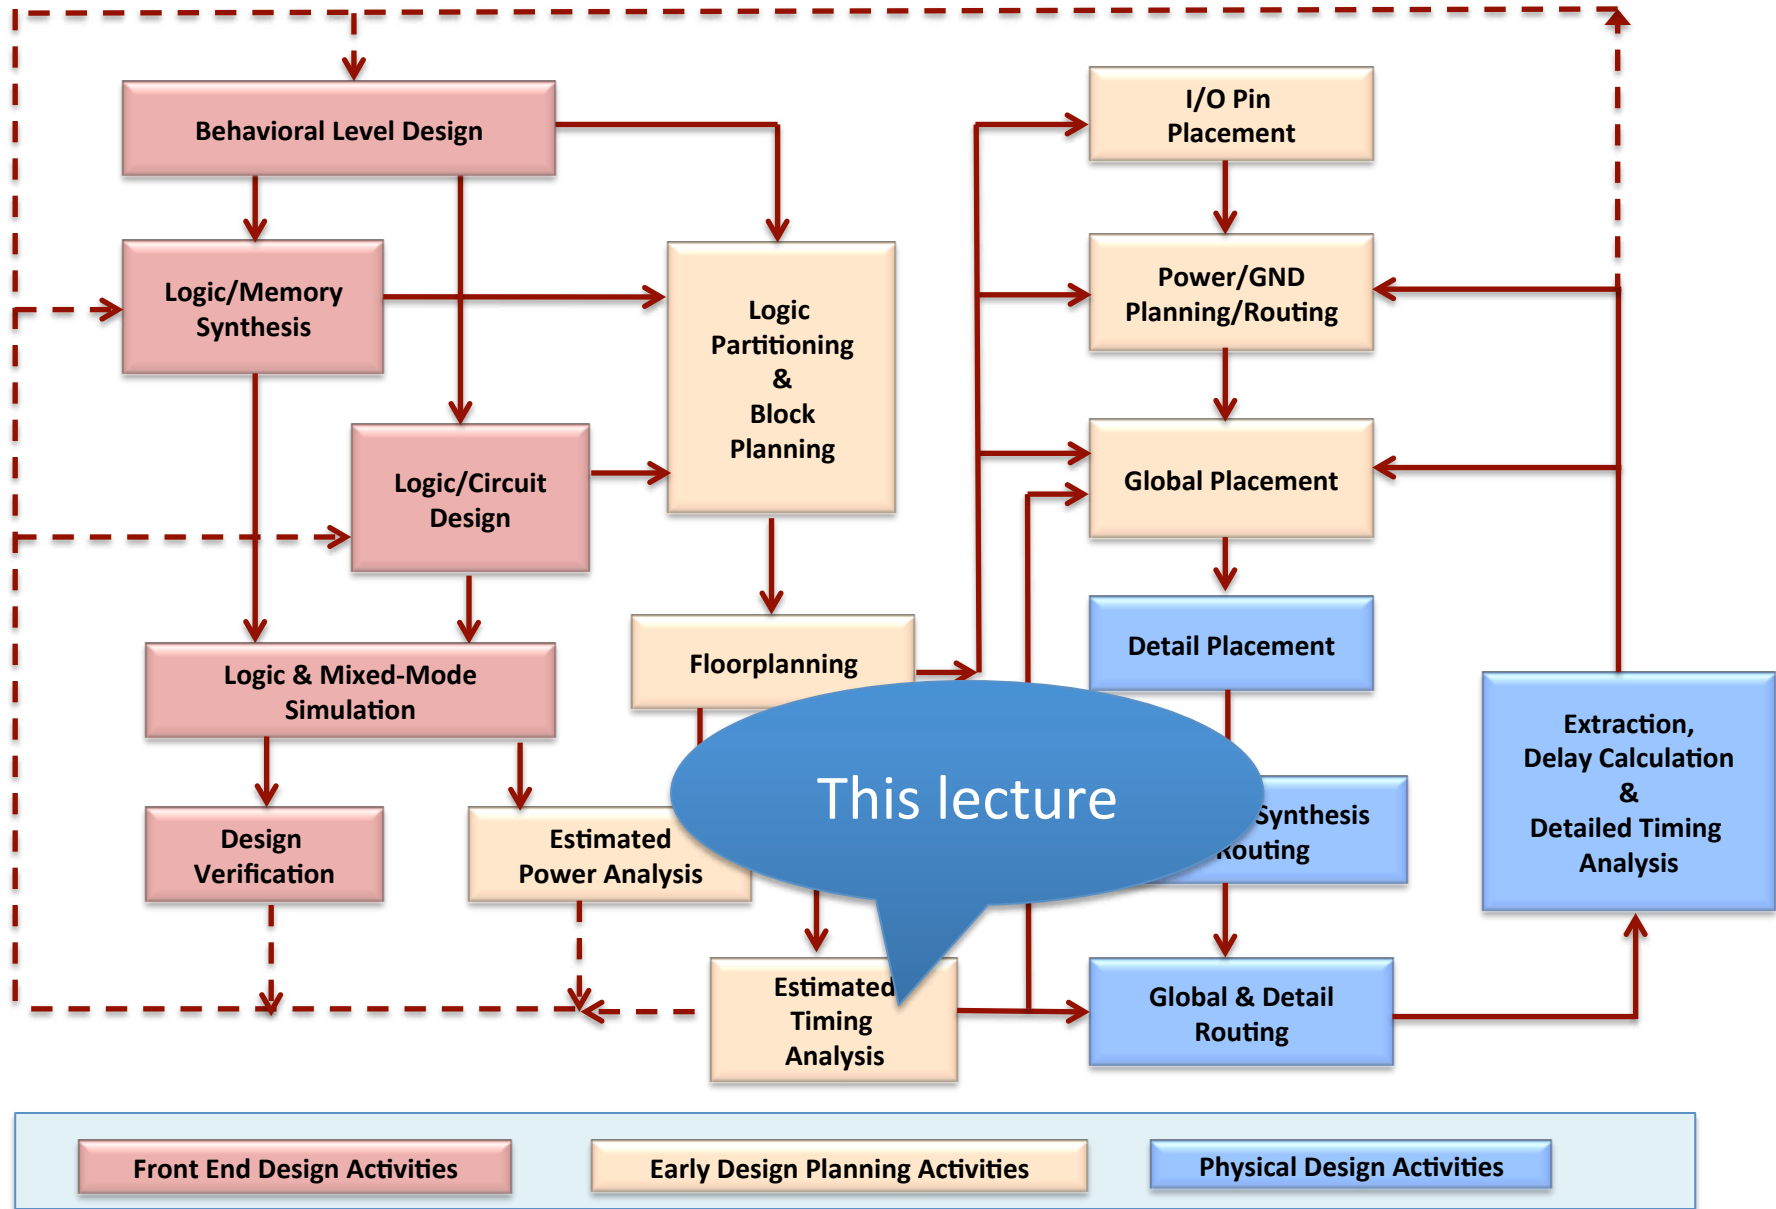 Behavioral Level Design
I/O Pin
Placement
Logic/Memory
Synthesis
Logic
Partitioning
&
Block
Planning
Power/GND
Planning/Routing
Logic/Circuit
Design
Global Placement
Logic & Mixed-Mode
Simulation
Floorplanning
Detail Placement
Extraction,
Delay Calculation
&
Detailed Timing
Analysis
This lecture
Design
Verification
Estimated
Power Analysis
Synthesis
Estimated
Timing
Analysis
Global & Detail
Routing
Front End Design Activities
Early Design Planning Activities
Physical Design Activities